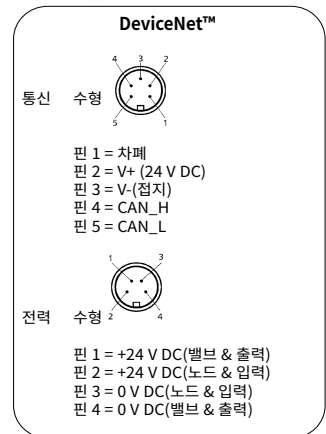 DeviceNet™
4 3 2
통신 수형
5 1
핀 1 = 차폐
핀 2 = V+ (24 V DC)
핀 3 = V-(접지)
핀 4 = CAN_H
핀 5 = CAN_L
1 3
전력 수형 2 4
핀 1 = +24 V DC(밸브 & 출력)
핀 2 = +24 V DC(노드 & 입력)
핀 3 = 0 V DC(노드 & 입력)
핀 4 = 0 V DC(밸브 & 출력)